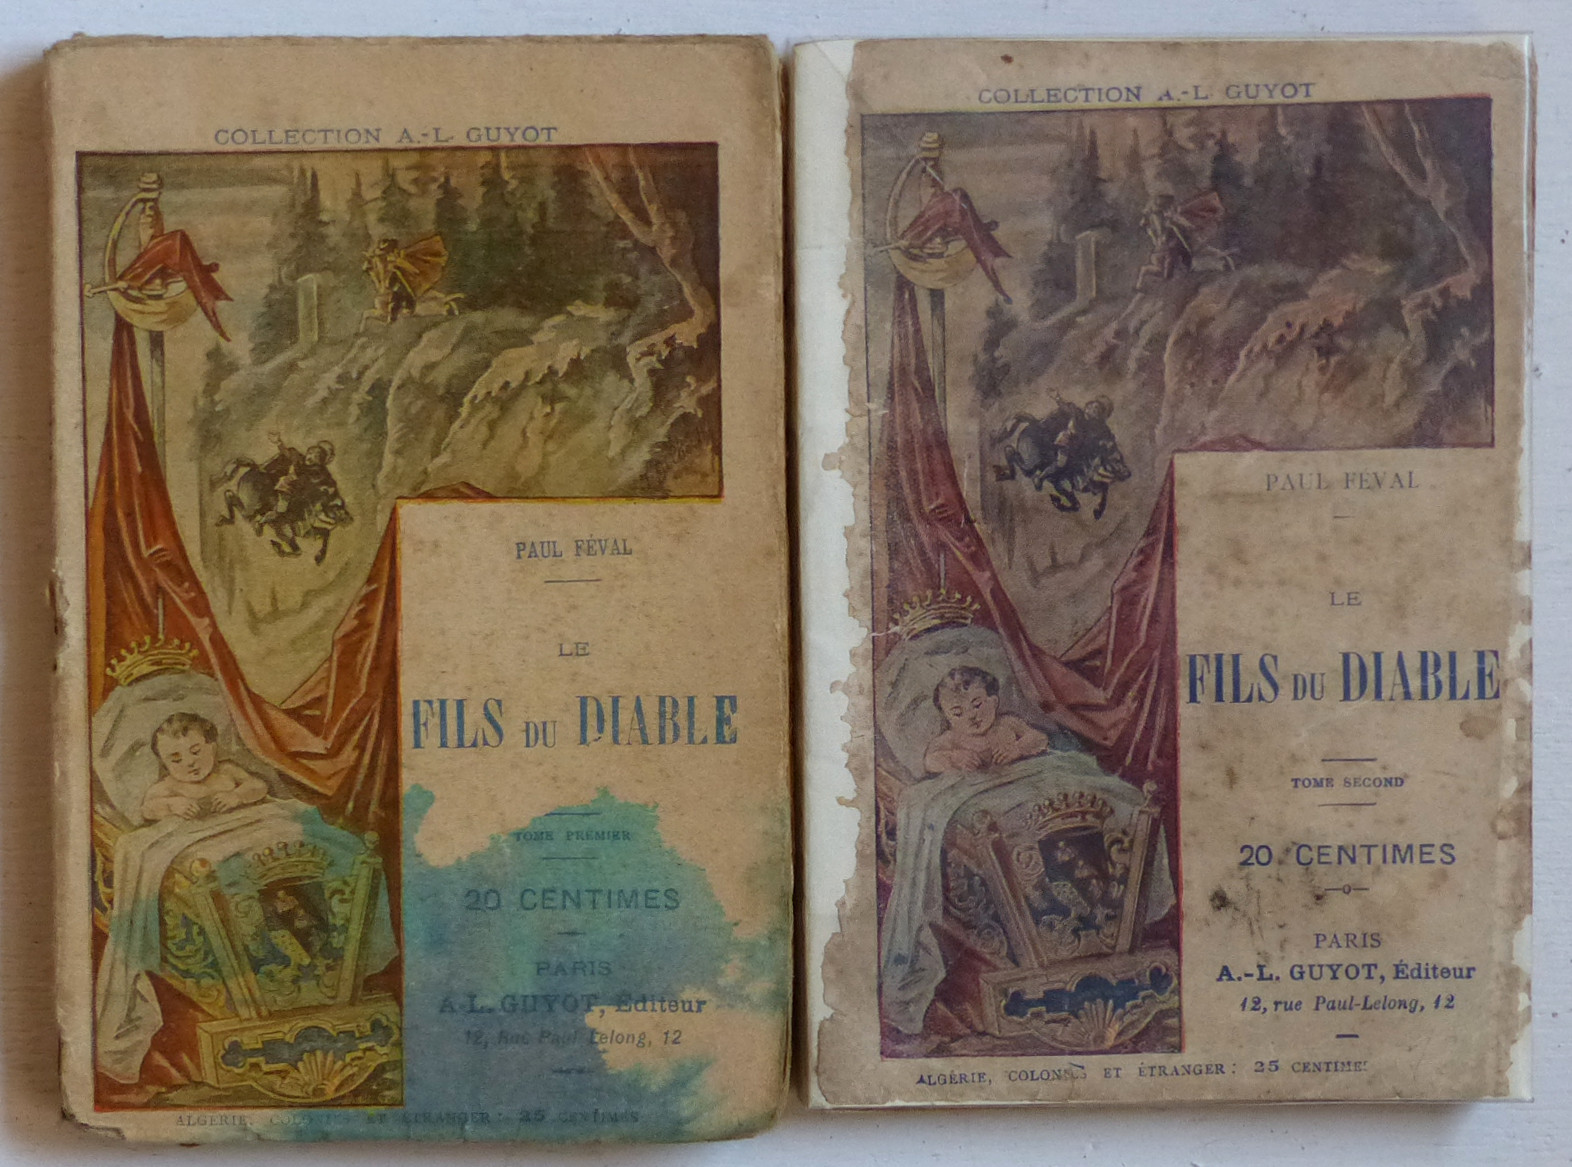 COLLECTION A.-L. GUYOT
PAUL FÉVAL
LE
FILS DU DIABLE
TOME PREMIER
20 CENTIMES
PARIS
A.-L. GUYOT, Éditeur
12, Rue Paul-Lelong, 12
ALGÉRIE, COLONIES ET ÉTRANGER: 25 CENTIMES
COLLECTION A.-L. GUYOT
PAUL FÉVAL
LE
FILS DU DIABLE
TOME SECOND
20 CENTIMES
PARIS
A.-L. GUYOT, Éditeur
12, rue Paul-Lelong, 12
ALGÉRIE, COLONIES ET ÉTRANGER: 25 CENTIME